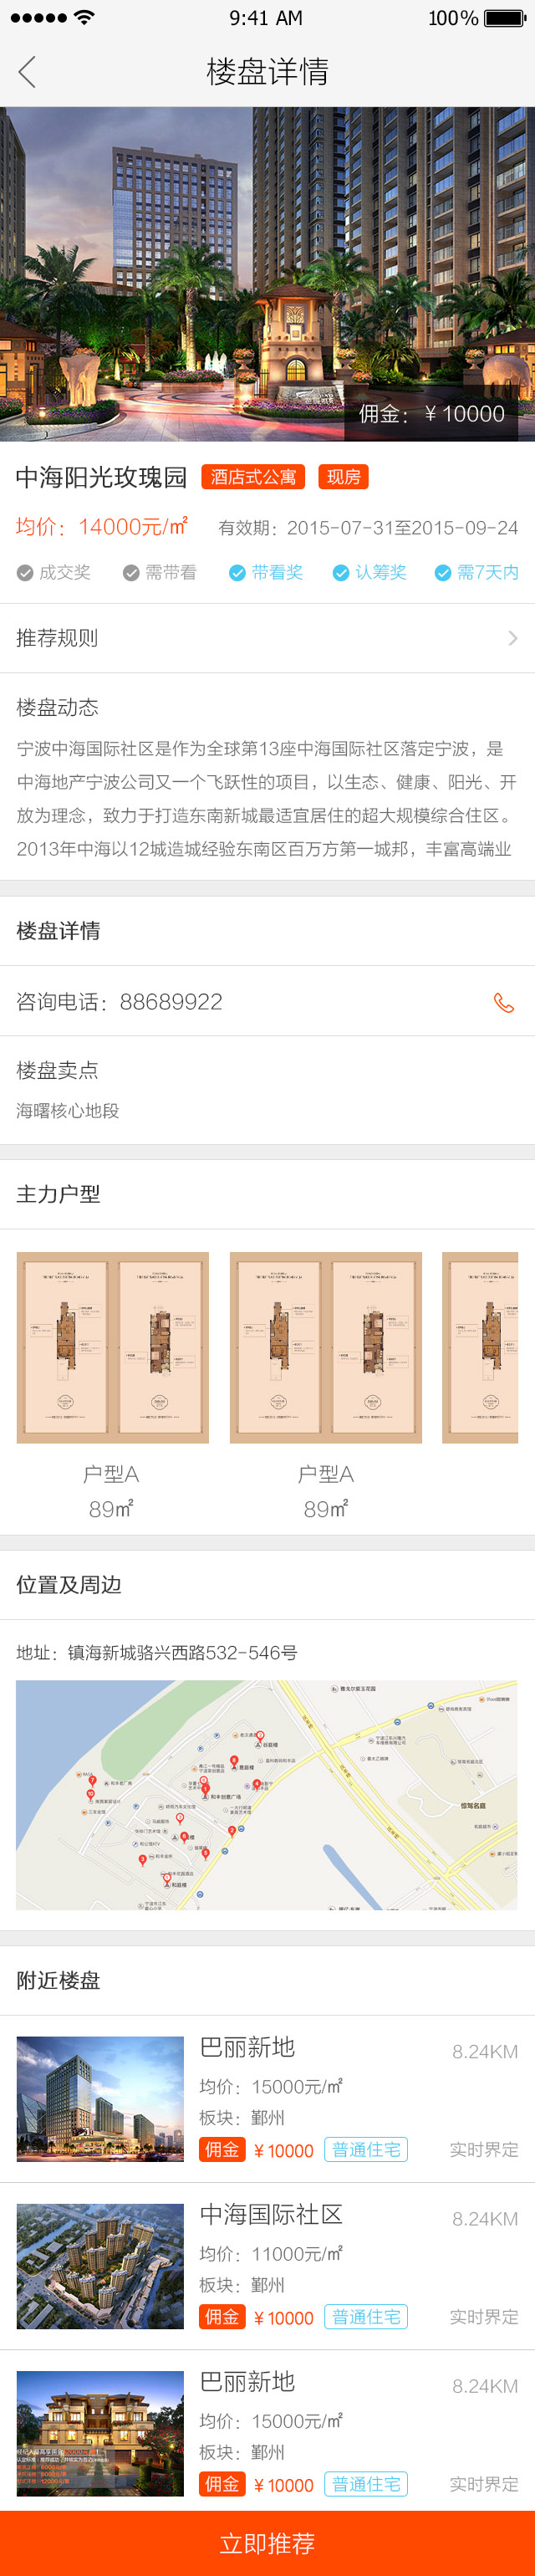 9:41 AM
100%
楼盘详情
佣金：￥10000
中海阳光玫瑰园 酒店式公寓 现房
均价：14000元/㎡ 有效期：2015-07-31至2015-09-24
成交奖 需带看 带看奖 认筹奖 需7天内
推荐规则
楼盘动态
宁波中海国际社区是作为全球第13座中海国际社区落定宁波，是
中海地产宁波公司又一个飞跃性的项目，以生态、健康、阳光、开
放为理念，致力于打造东南新城最适宜居住的超大规模综合住区。
2013年中海以12城造城经验东南区百万方第一城邦，丰富高端业
楼盘详情
咨询电话：88689922
楼盘卖点
海曙核心地段
主力户型
户型A 户型A
89㎡ 89㎡
位置及周边
地址：镇海新城骆兴西路532-546号
附近楼盘
巴丽新地 8.24KM
均价：15000元/㎡
板块：鄞州
佣金 ￥10000 普通住宅 实时界定
中海国际社区 8.24KM
均价：11000元/㎡
板块：鄞州
佣金 ￥10000 普通住宅 实时界定
巴丽新地 8.24KM
均价：15000元/㎡
板块：鄞州
佣金 ￥10000 普通住宅 实时界定
立即推荐